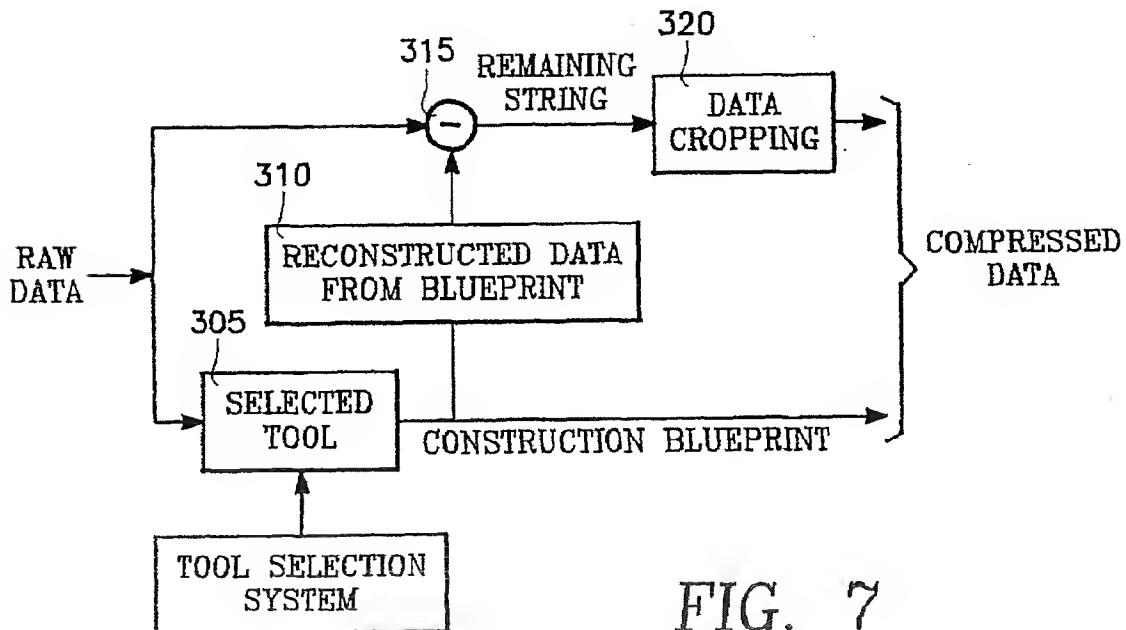 320
315
REMAINING
STRING
DATA
CROPPING
-
310
RECONSTRUCTED DATA
FROM BLUEPRINT
RAW
DATA
COMPRESSED
DATA
305
SELECTED
TOOL
CONSTRUCTION BLUEPRINT
TOOL SELECTION
SYSTEM
FIG. 7